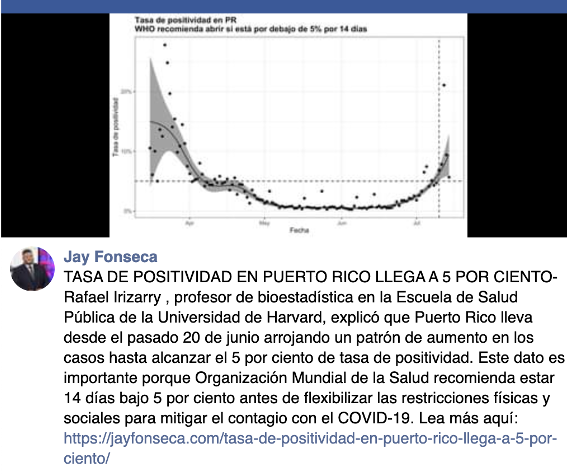 Tasa de positividad en PR
WHO recomienda abrir si está por debajo de 5% por 14 días
Tasa de positividad
20%
10%
0%
Apr
May
Jun
Jul
Fecha
Jay Fonseca
TASA DE POSITIVIDAD EN PUERTO RICO LLEGA A 5 POR CIENTO-
Rafael Irizarry , profesor de bioestadística en la Escuela de Salud
Pública de la Universidad de Harvard, explicó que Puerto Rico lleva
desde el pasado 20 de junio arrojando un patrón de aumento en los
casos hasta alcanzar el 5 por ciento de tasa de positividad. Este dato es
importante porque Organización Mundial de la Salud recomienda estar
14 días bajo 5 por ciento antes de flexibilizar las restricciones físicas y
sociales para mitigar el contagio con el COVID-19. Lea más aquí:
https://jayfonseca.com/tasa-de-positividad-en-puerto-rico-llega-a-5-por-
ciento/